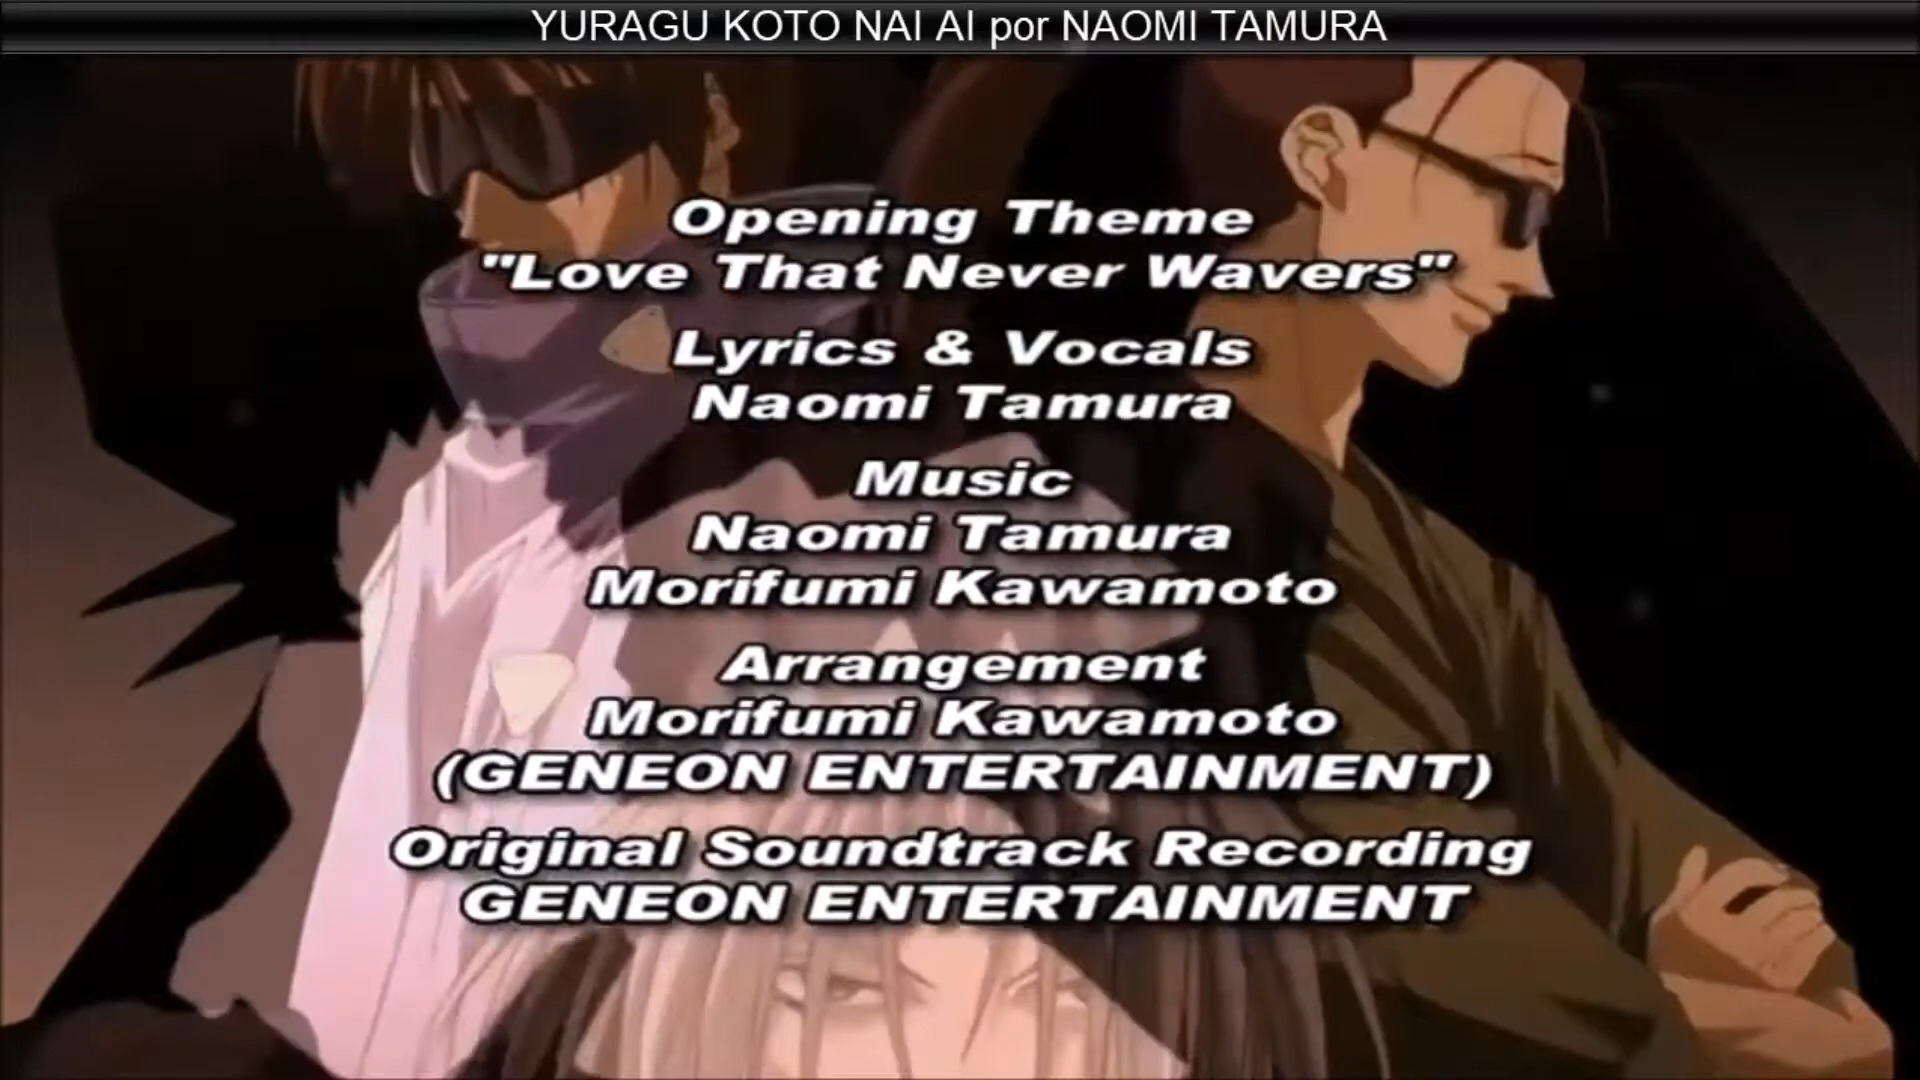 YURAGU KOTO NAI AI por NAOMI TAMURA
Opening Theme
"Love That Never Wavers"
Lyrics & Vocals
Naomi Tamura
Music
Naomi Tamura
Morifumi Kawamoto
Arrangement
Morifumi Kawamoto
(GENEON ENTERTAINMENT)
Original Soundtrack Recording
GENEON ENTERTAINMENT